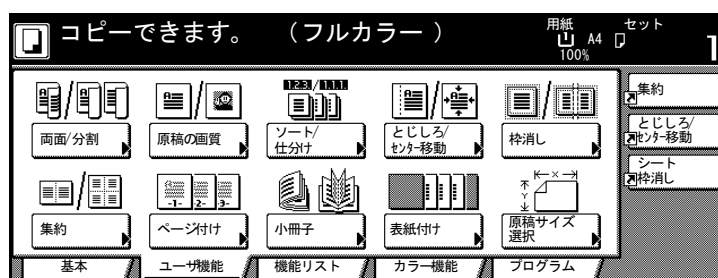 コピーできます。 (フルカラー)
用紙
A4
100%
セット
1
123/111
両面/分割
原稿の画質
ソート/
仕分け
とじしろ/
センター移動
枠消し
集約
とじしろ/
センター移動
シート
枠消し
-1- 2- 3-
×
Y
集約
ページ付け
小冊子
表紙付け
原稿サイズ
選択
基本
ユーザ機能
機能リスト
カラー機能
プログラム